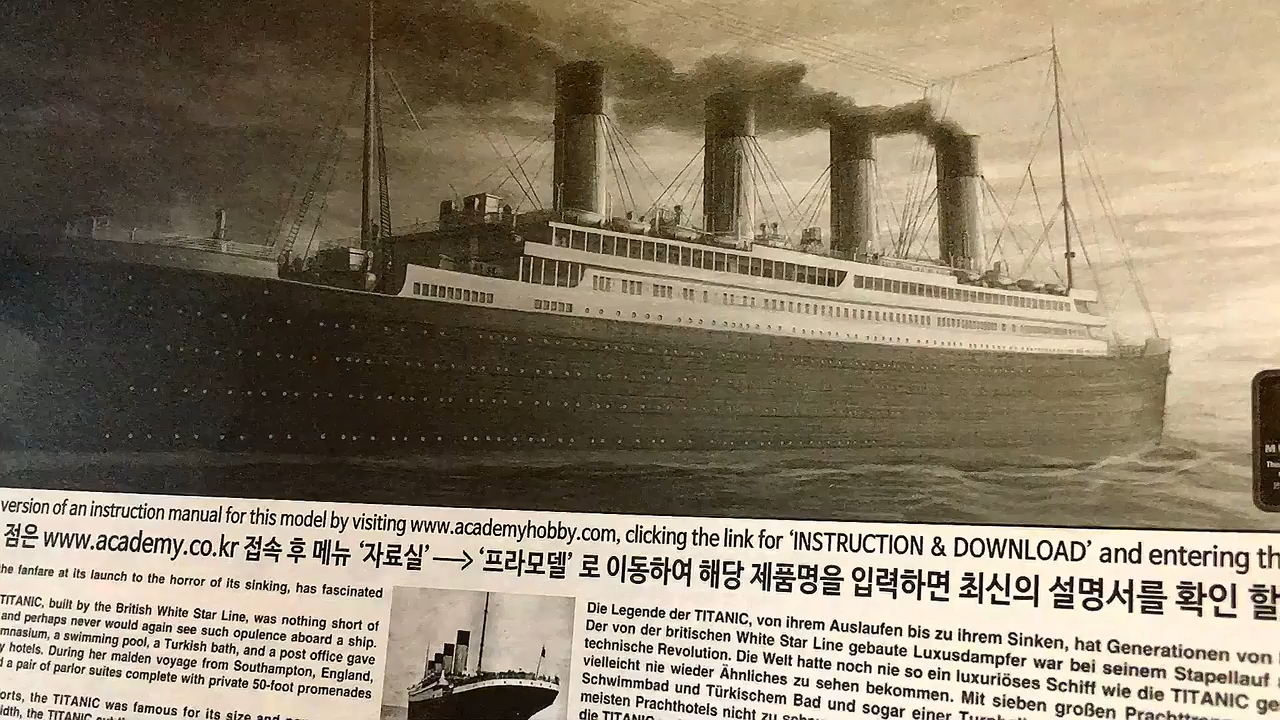 version of an instruction manual for this model by visiting www.academyhobby.com, clicking the link for ‘INSTRUCTION & DOWNLOAD’ and entering
점은 www.academy.co.kr 접속 후 메뉴 ‘자료실’ —> ‘프라모델’ 로 이동하여 해당 제품명을 입력하면 최신의 설명서를 확인 할
the fanfare at its launch to the horror of its sinking, has fascinated
TITANIC, built by the British White Star Line, was nothing short of
and perhaps never would again see such opulence aboard a ship.
a swimming pool, a Turkish bath, and a post office gave
hotels. During her maiden voyage from Southampton, England,
a pair of parlor suites complete with private 50-foot promenades
the TITANIC was famous for its size and
the TITANIC
Die Legende der TITANIC, von ihrem Auslaufen bis zu ihrem Sinken, hat Generationen von
Der von der britischen White Star Line gebaute Luxusdampfer war bei seinem Stapellauf
technische Revolution. Die Welt hatte noch nie so ein luxuriöses Schiff wie die TITANIC
vielleicht nie wieder Ähnliches zu sehen bekommen. Mit sieben großen
Schwimmbad und Türkischem Bad und sogar einer
meisten Prachthotels nicht zu
die TITANIC